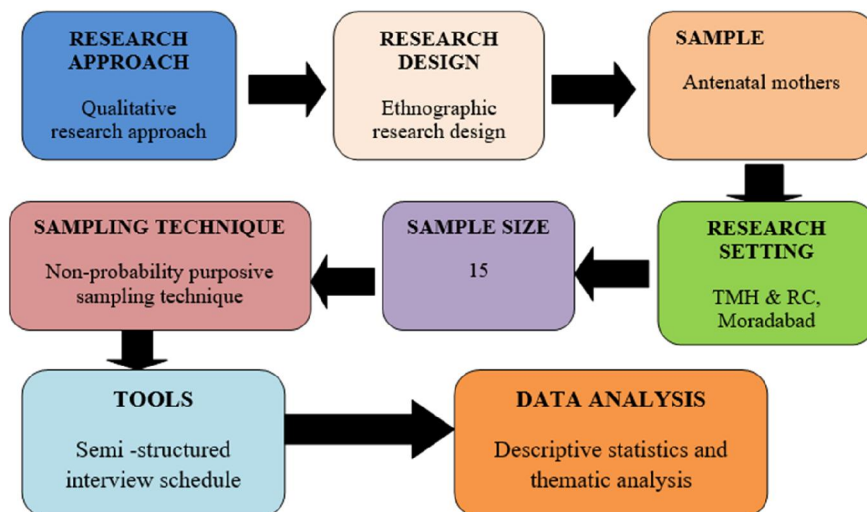 RESEARCH
APPROACH
Qualitative
research approach
RESEARCH
DESIGN
Ethnographic
research design
SAMPLE
Antenatal mothers
RESEARCH
SETTING
TMH & RC,
Moradabad
SAMPLE SIZE
15
SAMPLING TECHNIQUE
Non-probability purposive
sampling technique
TOOLS
Semi -structured
interview schedule
DATA ANALYSIS
Descriptive statistics and
thematic analysis